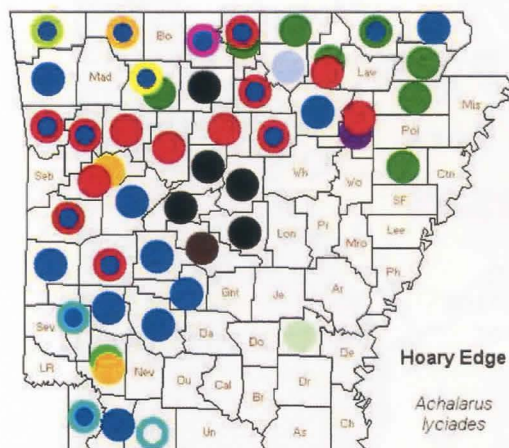 Bo
Mad
Law
Mis
Poi
Seb
Wh
Wo
Ctn
SF
Lon
Pr
Lee
Mro
Ph
Gnt
Je
Ar
Sev
Da
Do
De
LR
Nev
Ou
Cal
Dr
Br
Un
As
Ch
Hoary Edge
Achalarus
lyciades